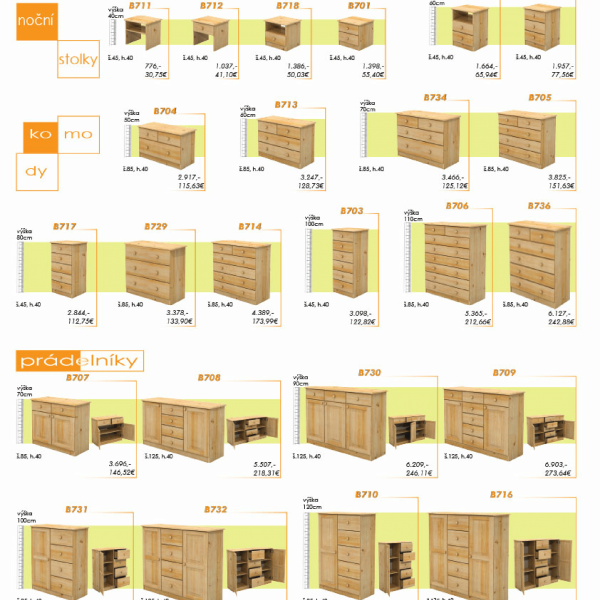 noční
stolky
výška
40cm
B711
š.45, h.40
776,-
30,75€
B712
1.037,-
41,10€
B718
š.45, h.40
1.386,-
50,03€
B701
1.398,-
55,40€
60cm
š.45, h.40
1.664,-
65,94€
š.45, h.40
1.957,-
77,56€
ko mo
dy
výška
50cm
B704
š.85, h.40
2.917,-
115,63€
výška
60cm
B713
š.85, h.40
3.247,-
128,73€
výška
70cm
B734
š.85, h.40
3.466,-
125,12€
B705
š.85, h.40
3.825,-
151,63€
výška
80cm
B717
š.45, h.40
2.844,-
112,75€
B729
š.85, h.40
3.378,-
133,90€
B714
š.85, h.40
4.389,-
173,99€
výška
100cm
B703
š.45, h.40
3.098,-
122,82€
výška
110cm
B706
š.85, h.40
5.365,-
212,66€
B736
š.85, h.40
6.127,-
242,88€
prádelníky
výška
70cm
B707
š.85, h.40
3.696,-
146,52€
B708
š.125, h.40
5.507,-
218,31€
výška
90cm
B730
š.125, h.40
6.209,-
246,11€
B709
š.125, h.40
6.903,-
273,64€
výška
100cm
B731
B732
výška
120cm
B710
B716